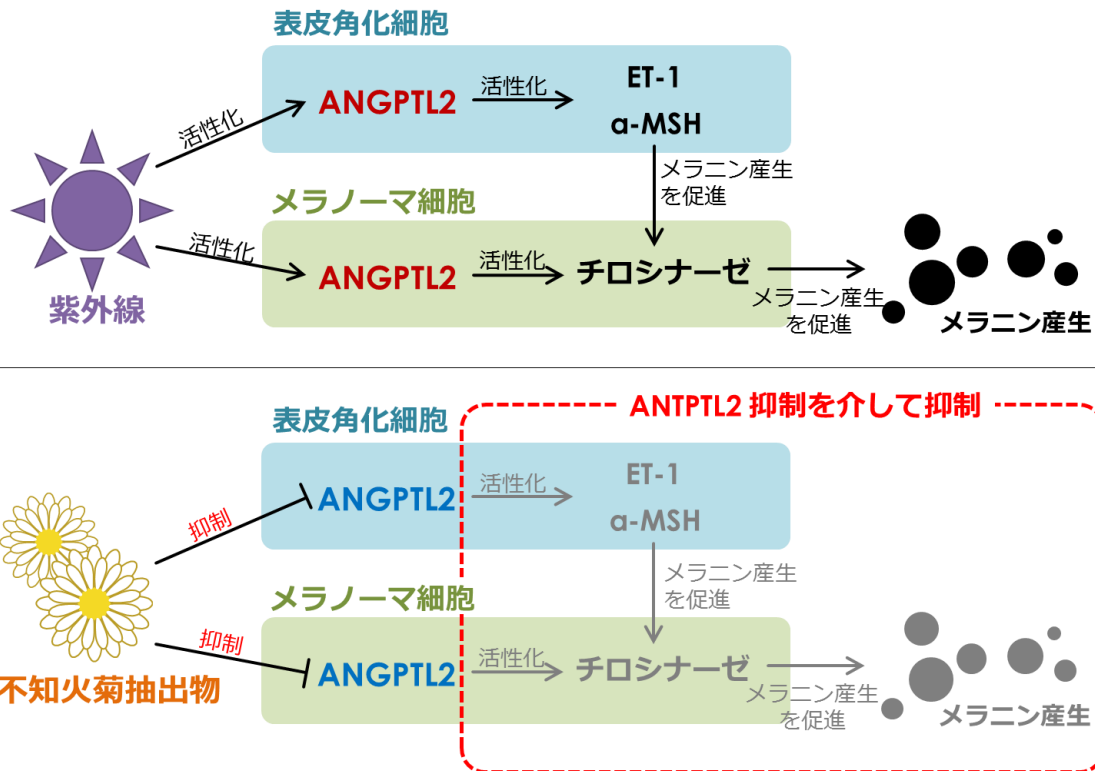 表皮角化細胞
活性化
ANGPTL2
活性化
ET-1
α-MSH
メラニン産生
を促進
紫外線
活性化
メラノーマ細胞
ANGPTL2
活性化
チロシナーゼ
メラニン産生
を促進
メラニン産生
ANTPTL2 抑制を介して抑制
表皮角化細胞
抑制
ANGPTL2
活性化
ET-1
α-MSH
メラニン産生
を促進
不知火菊抽出物
抑制
メラノーマ細胞
ANGPTL2
活性化
チロシナーゼ
メラニン産生
を促進
メラニン産生